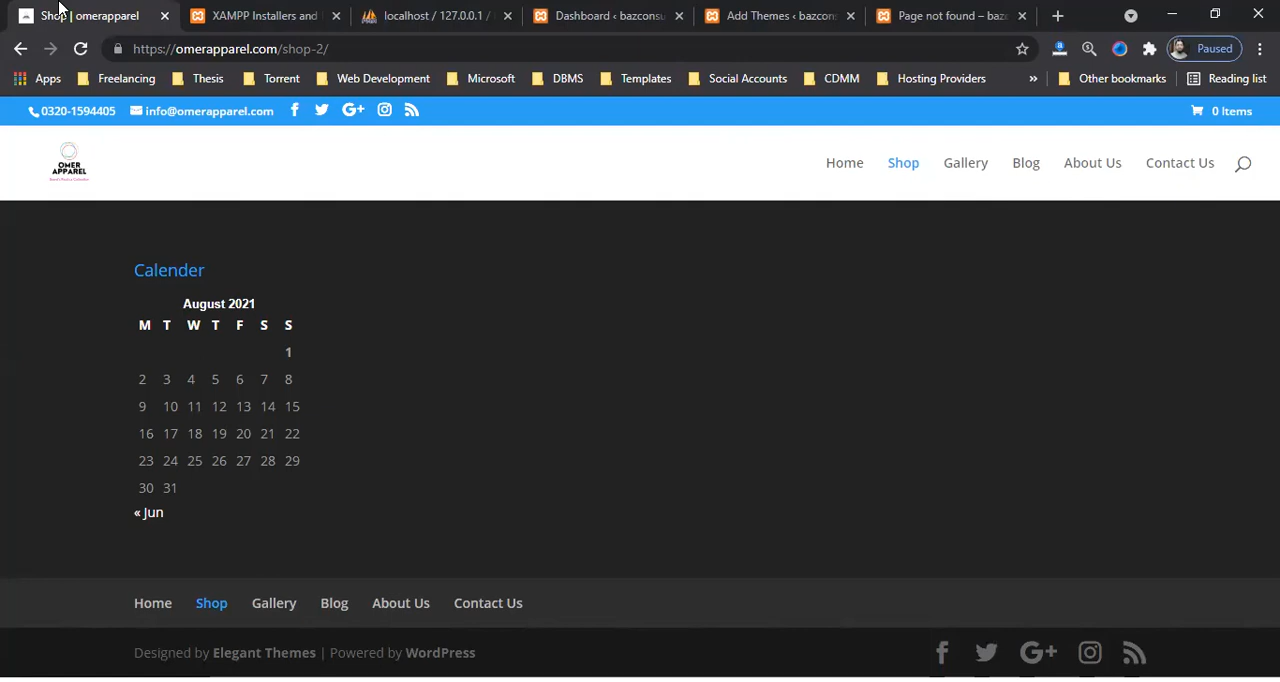 Shop | omerapparel
XAMPP Installers and
localhost / 127.0.0.1 /
Dashboard ‹ bazconsu
Add Themes ‹ bazcons
Page not found – baz
https://omerapparel.com/shop-2/
Paused
Apps
Freelancing
Thesis
Torrent
Web Development
Microsoft
DBMS
Templates
Social Accounts
CDMM
Hosting Providers
»
Other bookmarks
Reading list
0320-1594405
info@omerapparel.com
0 Items
OMER
APPAREL
Home
Shop
Gallery
Blog
About Us
Contact Us
Calender
August 2021
M T W T F S S
1
2 3 4 5 6 7 8
9 10 11 12 13 14 15
16 17 18 19 20 21 22
23 24 25 26 27 28 29
30 31
« Jun
Home
Shop
Gallery
Blog
About Us
Contact Us
Designed by Elegant Themes | Powered by WordPress